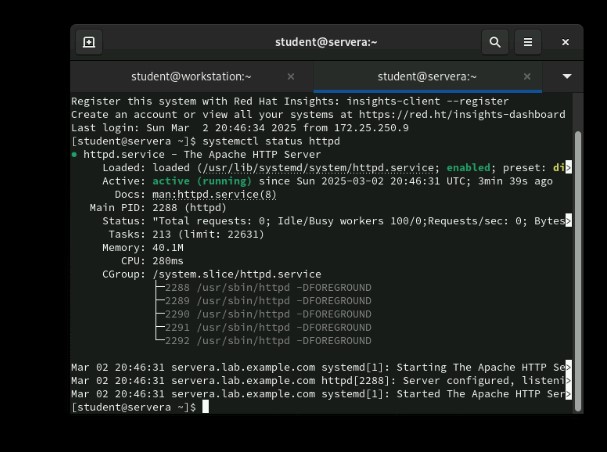 student@servera:~
student@workstation:~ × student@servera:~ ×
Register this system with Red Hat Insights: insights-client --register
Create an account or view all your systems at https://red.ht/insights-dashboard
Last login: Sun Mar  2 20:46:34 2025 from 172.25.250.9
[student@servera ~]$ systemctl status httpd
● httpd.service - The Apache HTTP Server
Loaded: loaded (/usr/lib/systemd/system/httpd.service; enabled; preset: di>
Active: active (running) since Sun 2025-03-02 20:46:31 UTC; 3min 39s ago
Docs: man:httpd.service(8)
Main PID: 2288 (httpd)
Status: "Total requests: 0; Idle/Busy workers 100/0;Requests/sec: 0; Bytes>
Tasks: 213 (limit: 22631)
Memory: 40.1M
CPU: 280ms
CGroup: /system.slice/httpd.service
├─2288 /usr/sbin/httpd -DFOREGROUND
├─2289 /usr/sbin/httpd -DFOREGROUND
├─2290 /usr/sbin/httpd -DFOREGROUND
├─2291 /usr/sbin/httpd -DFOREGROUND
└─2292 /usr/sbin/httpd -DFOREGROUND
Mar 02 20:46:31 servera.lab.example.com systemd[1]: Starting The Apache HTTP Se>
Mar 02 20:46:31 servera.lab.example.com httpd[2288]: Server configured, listeni>
Mar 02 20:46:31 servera.lab.example.com systemd[1]: Started The Apache HTTP Ser>
[student@servera ~]$